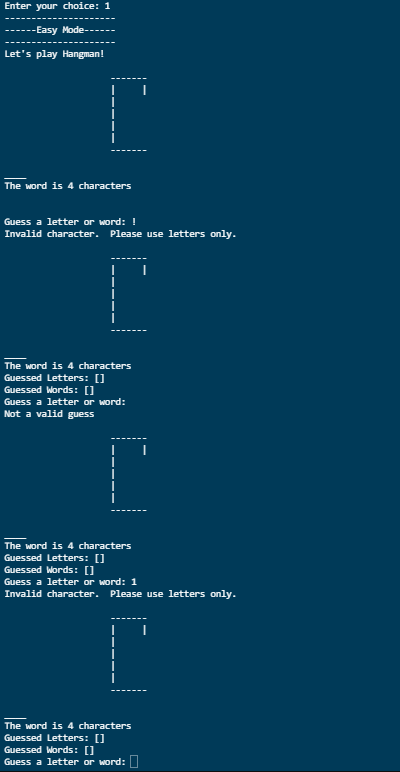 Enter your choice: 1
---------------------
------Easy Mode------
---------------------
Let's play Hangman!
-------
|     |
|
|
|
|
-------
____
The word is 4 characters
Guess a letter or word: !
Invalid character.  Please use letters only.
-------
|     |
|
|
|
|
-------
____
The word is 4 characters
Guessed Letters: []
Guessed Words: []
Guess a letter or word:
Not a valid guess
-------
|     |
|
|
|
|
-------
____
The word is 4 characters
Guessed Letters: []
Guessed Words: []
Guess a letter or word: 1
Invalid character.  Please use letters only.
-------
|     |
|
|
|
|
-------
____
The word is 4 characters
Guessed Letters: []
Guessed Words: []
Guess a letter or word: